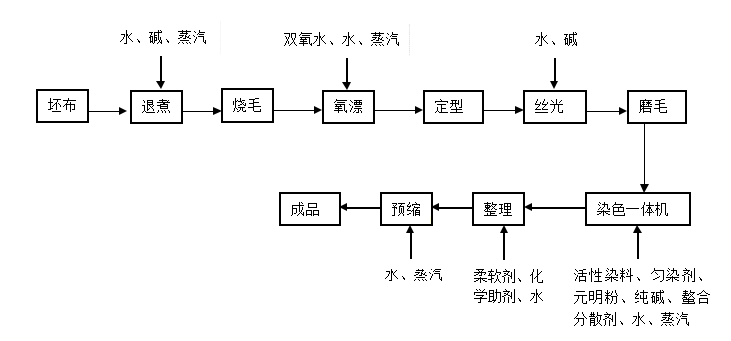 水、碱、蒸汽
双氧水、水、蒸汽
水、碱
坯布
退煮
烧毛
氧漂
定型
丝光
磨毛
成品
预缩
整理
染色一体机
水、蒸汽
柔软剂、化
学助剂、水
活性染料、匀染剂、
元明粉、纯碱、螯合
分散剂、水、蒸汽